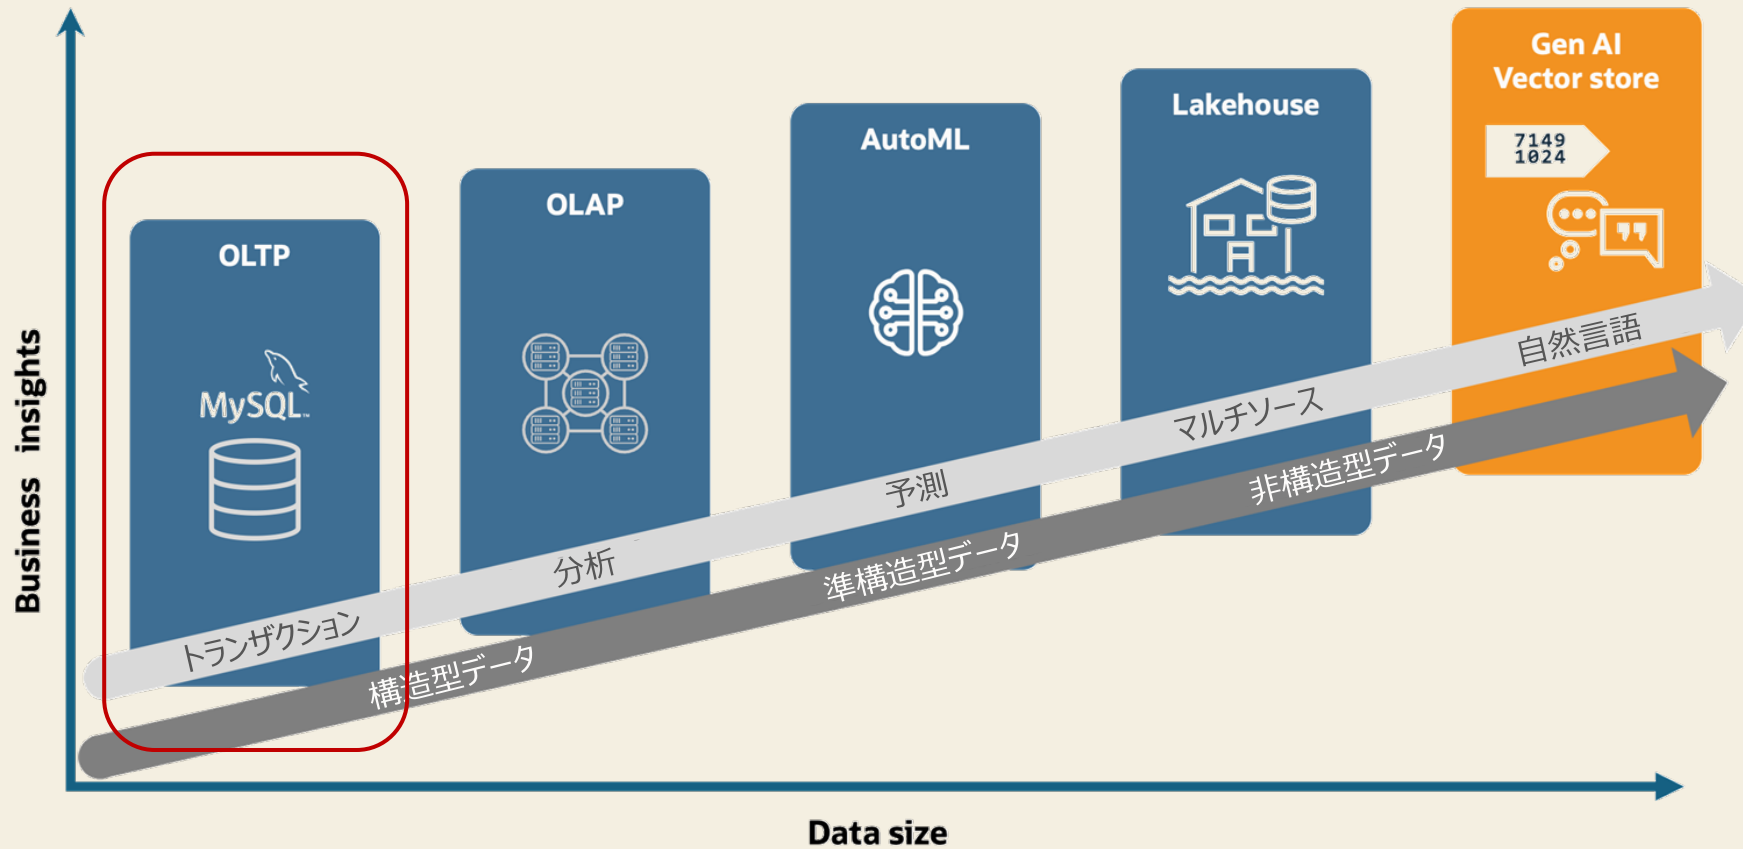 Business insights
OLTP
MySQL™
OLAP
AutoML
Lakehouse
Gen AI
Vector store
7149
1024
トランザクション
分析
予測
マルチソース
自然言語
構造型データ
準構造型データ
非構造型データ
Data size